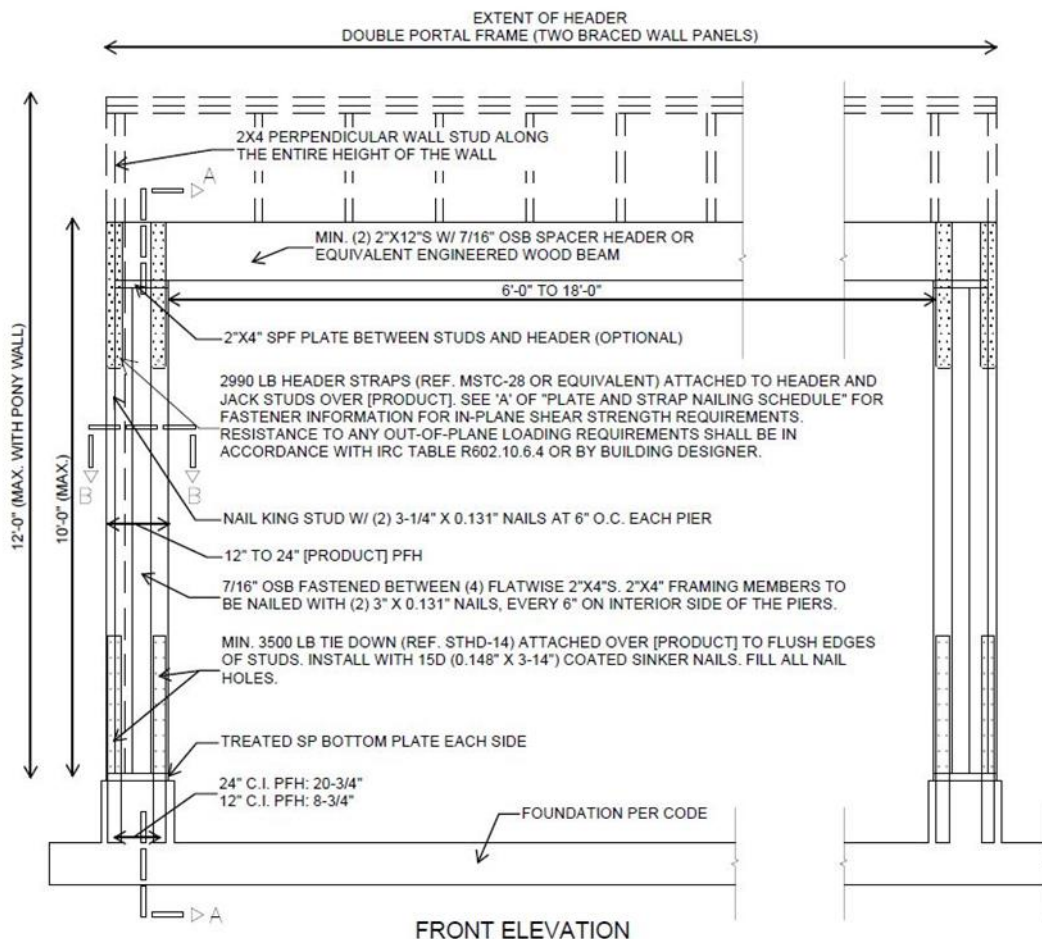 EXTENT OF HEADER
DOUBLE PORTAL FRAME (TWO BRACED WALL PANELS)
2X4 PERPENDICULAR WALL STUD ALONG
THE ENTIRE HEIGHT OF THE WALL
A
MIN. (2) 2"X12"S W/ 7/16" OSB SPACER HEADER OR
EQUIVALENT ENGINEERED WOOD BEAM
6'-0" TO 18'-0"
2"X4" SPF PLATE BETWEEN STUDS AND HEADER (OPTIONAL)
12'-0" (MAX. WITH PONY WALL)
10'-0" (MAX.)
2990 LB HEADER STRAPS (REF. MSTC-28 OR EQUIVALENT) ATTACHED TO HEADER AND
JACK STUDS OVER [PRODUCT]. SEE 'A' OF "PLATE AND STRAP NAILING SCHEDULE" FOR
FASTENER INFORMATION FOR IN-PLANE SHEAR STRENGTH REQUIREMENTS.
RESISTANCE TO ANY OUT-OF-PLANE LOADING REQUIREMENTS SHALL BE IN
ACCORDANCE WITH IRC TABLE R602.10.6.4 OR BY BUILDING DESIGNER.
B
B
NAIL KING STUD W/ (2) 3-1/4" X 0.131" NAILS AT 6" O.C. EACH PIER
12" TO 24" [PRODUCT] PFH
7/16" OSB FASTENED BETWEEN (4) FLATWISE 2"X4"S. 2"X4" FRAMING MEMBERS TO
BE NAILED WITH (2) 3" X 0.131" NAILS, EVERY 6" ON INTERIOR SIDE OF THE PIERS.
MIN. 3500 LB TIE DOWN (REF. STHD-14) ATTACHED OVER [PRODUCT] TO FLUSH EDGES
OF STUDS. INSTALL WITH 15D (0.148" X 3-14") COATED SINKER NAILS. FILL ALL NAIL
HOLES.
TREATED SP BOTTOM PLATE EACH SIDE
24" C.I. PFH: 20-3/4"
12" C.I. PFH: 8-3/4"
FOUNDATION PER CODE
A
FRONT ELEVATION